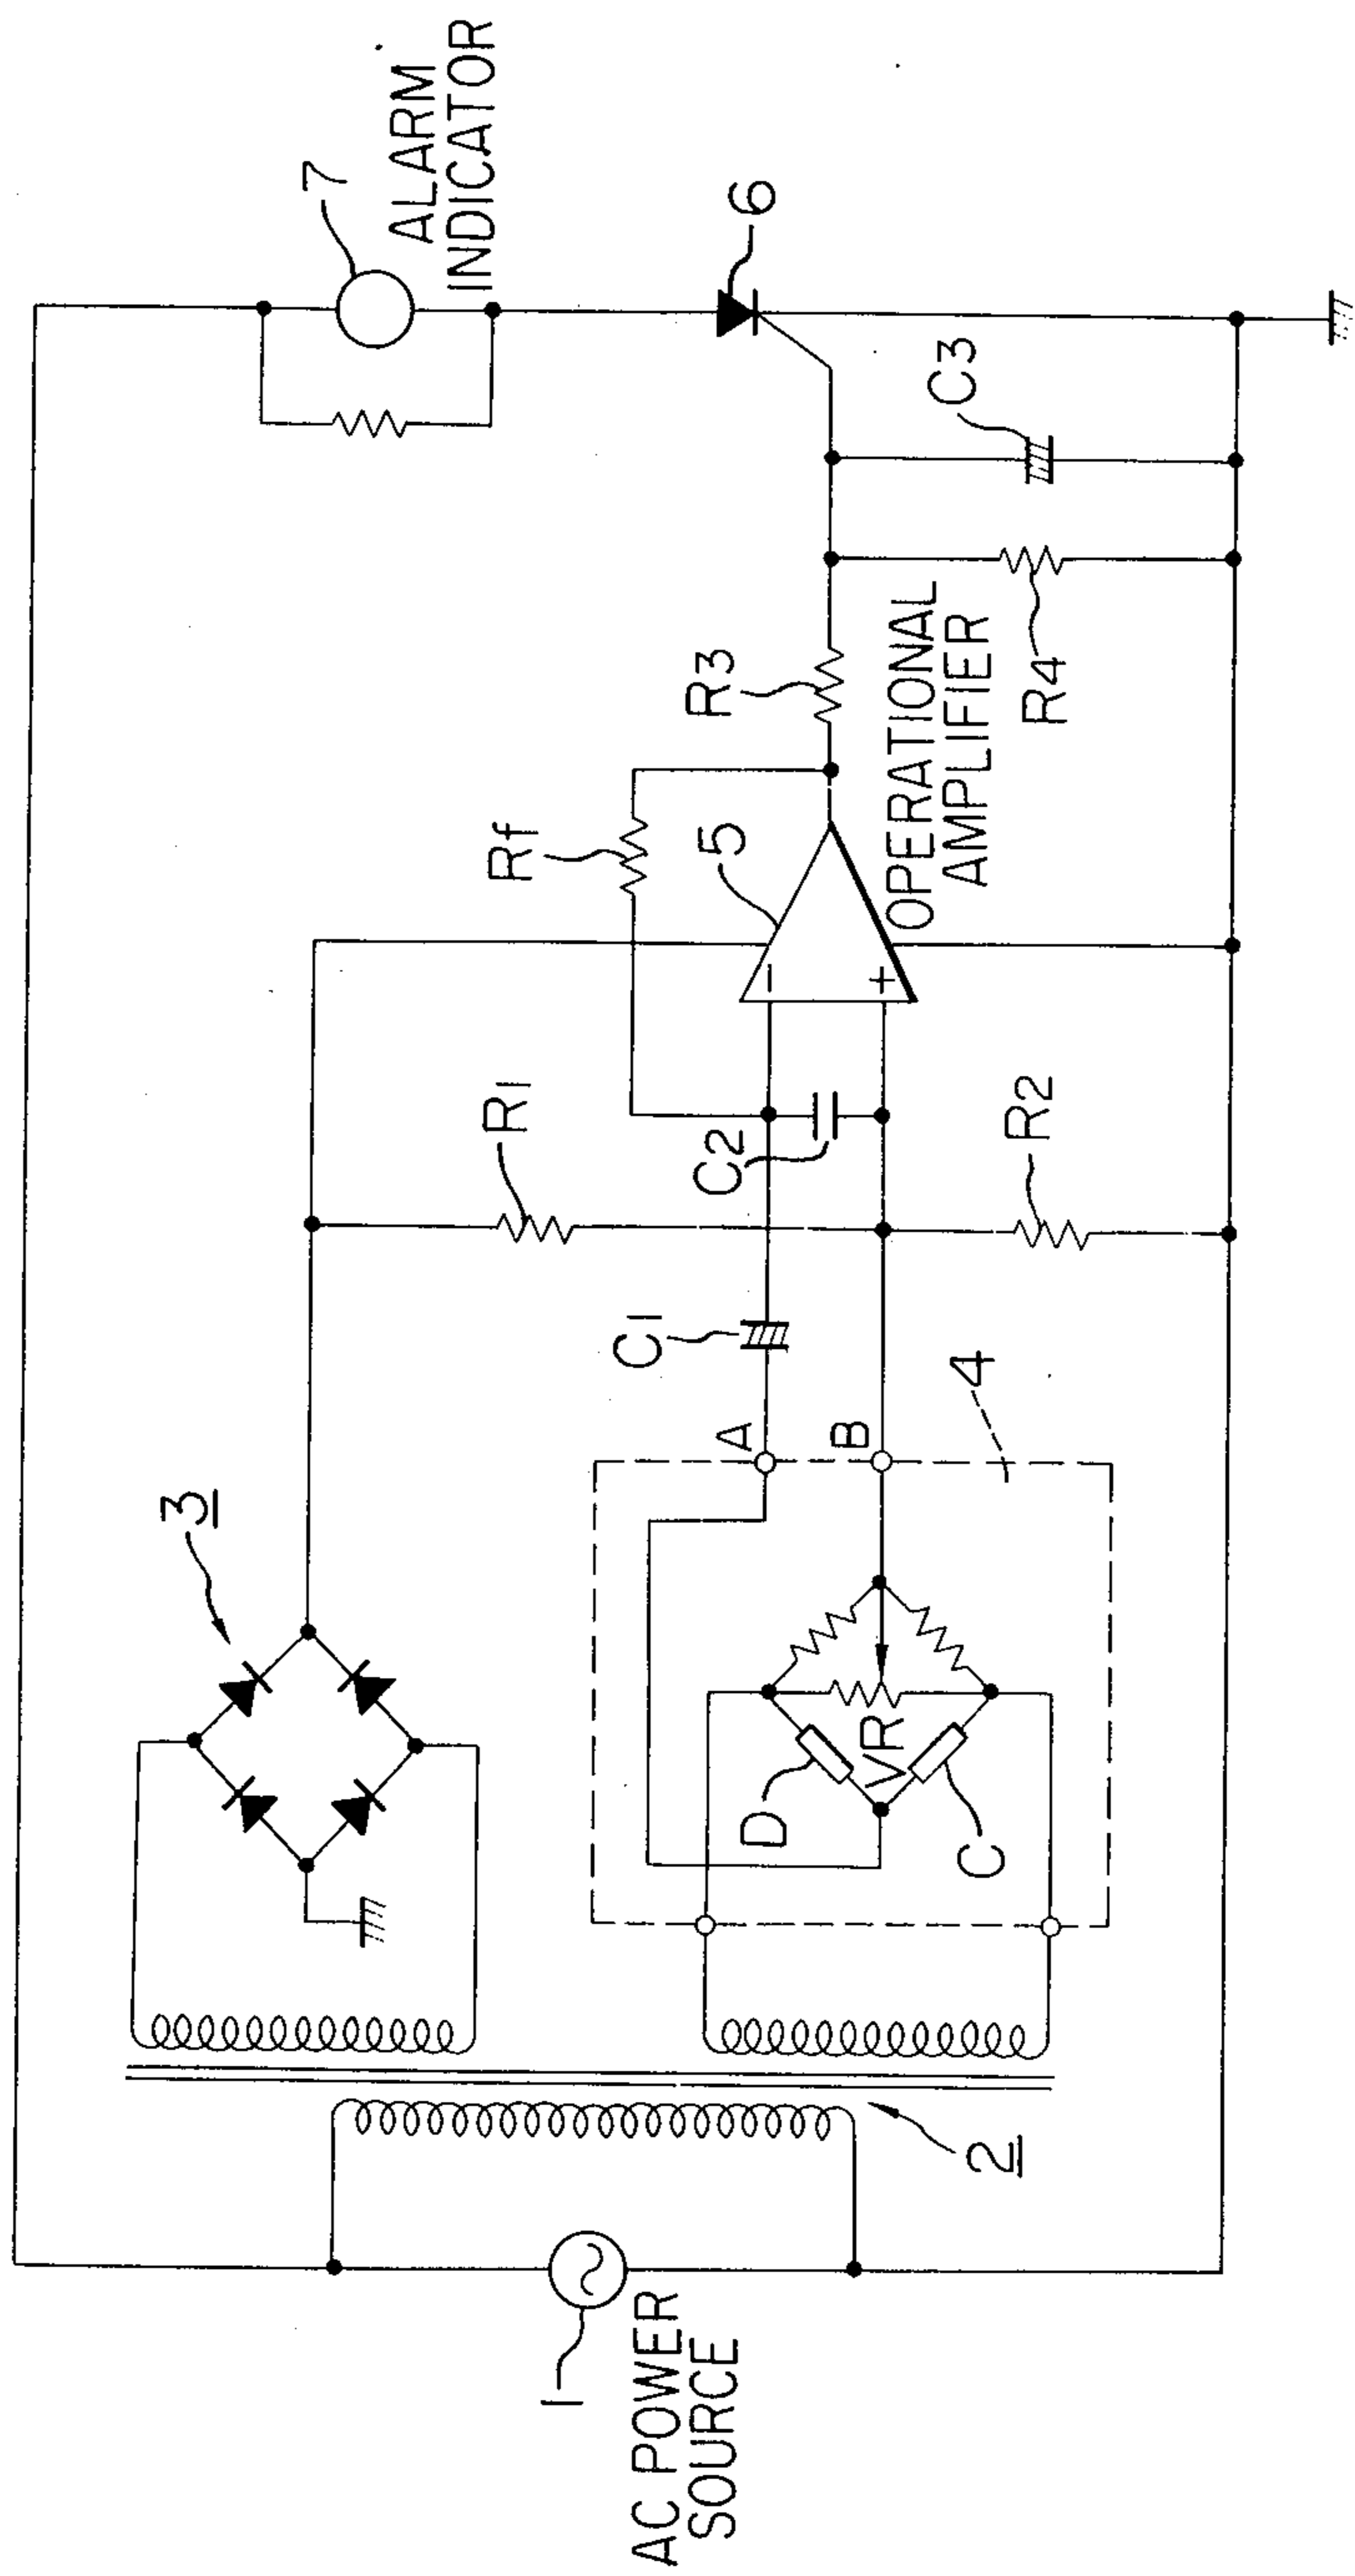 ALARM
INDICATOR
7
6
C3
R3
R4
Rf
5
OPERATIONAL
AMPLIFIER
−
+
R1
C2
R2
C1
A
B
4
3
D
VR
C
2
1
AC POWER
SOURCE